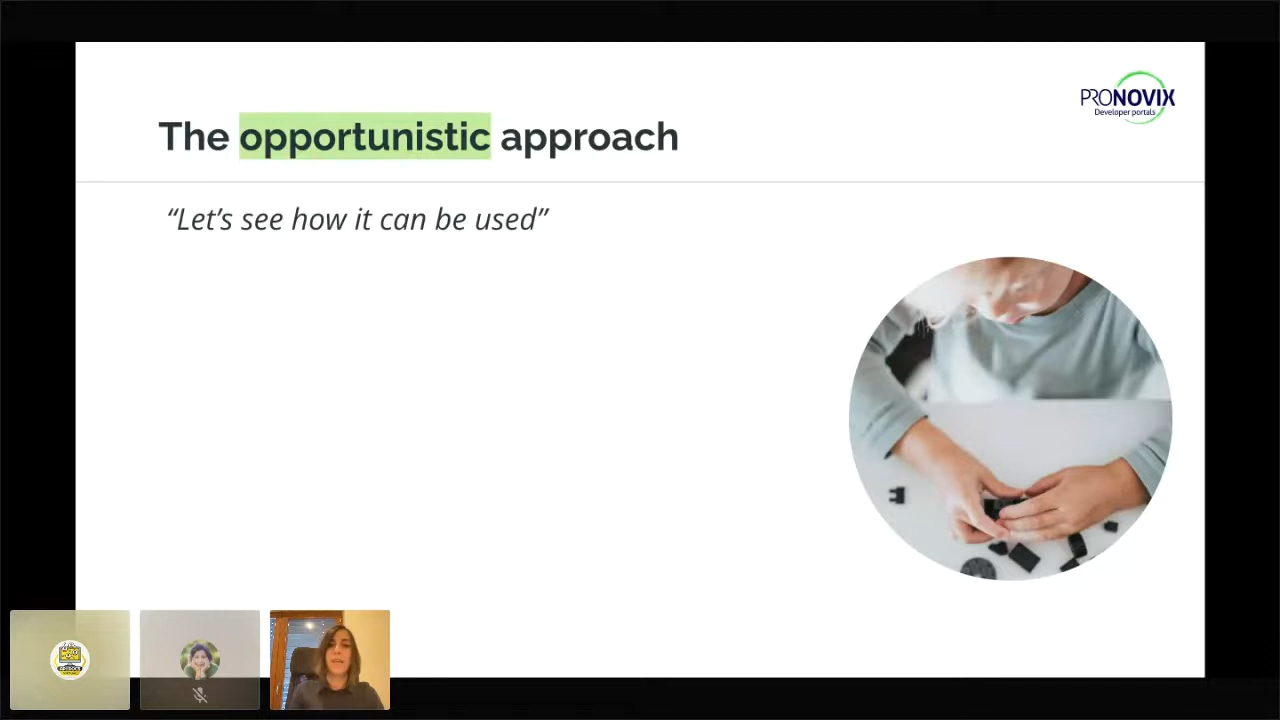 The opportunistic approach
PRONOVIX
Developer portals
“Let’s see how it can be used”